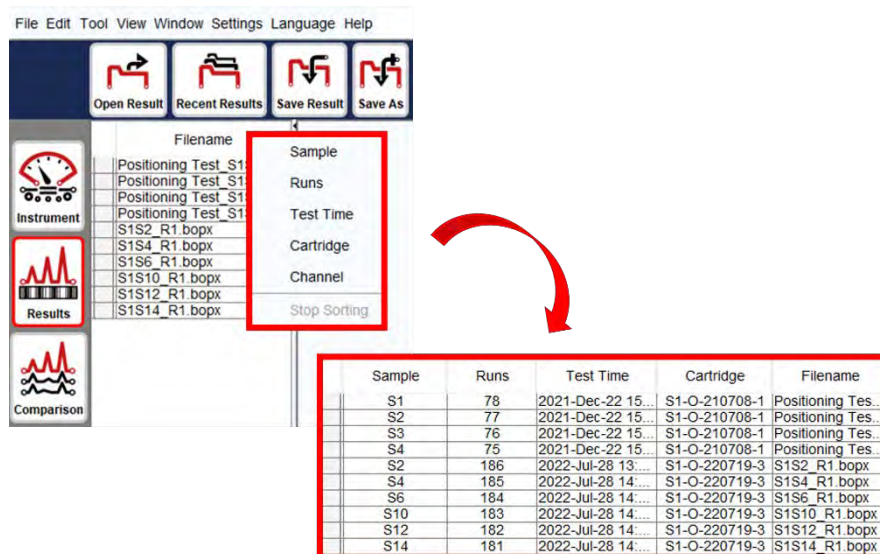 File Edit Tool View Window Settings Language Help
Open Result Recent Results Save Result Save As
Instrument
Results
Comparison
Filename
Positioning Test_S1
Positioning Test_S1
Positioning Test_S1
Positioning Test_S1
S1S2_R1.bopx
S1S4_R1.bopx
S1S6_R1.bopx
S1S10_R1.bopx
S1S12_R1.bopx
S1S14_R1.bopx
Sample
Runs
Test Time
Cartridge
Channel
Stop Sorting
Sample Runs Test Time Cartridge Filename
S1 78 2021-Dec-22 15... S1-O-210708-1 Positioning Tes...
S2 77 2021-Dec-22 15... S1-O-210708-1 Positioning Tes...
S3 76 2021-Dec-22 15... S1-O-210708-1 Positioning Tes...
S4 75 2021-Dec-22 15... S1-O-210708-1 Positioning Tes...
S2 186 2022-Jul-28 13:... S1-O-220719-3 S1S2_R1.bopx
S4 185 2022-Jul-28 14:... S1-O-220719-3 S1S4_R1.bopx
S6 184 2022-Jul-28 14:... S1-O-220719-3 S1S6_R1.bopx
S10 183 2022-Jul-28 14:... S1-O-220719-3 S1S10_R1.bopx
S12 182 2022-Jul-28 14:... S1-O-220719-3 S1S12_R1.bopx
S14 181 2022-Jul-28 14:... S1-O-220719-3 S1S14_R1.bopx